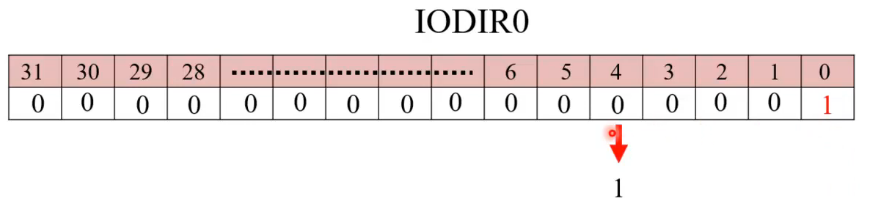 IODIR0
31 30 29 28 ........................ 6 5 4 3 2 1 0
0 0 0 0 0 0 0 0 0 0 0 0 0 0 0 1
1